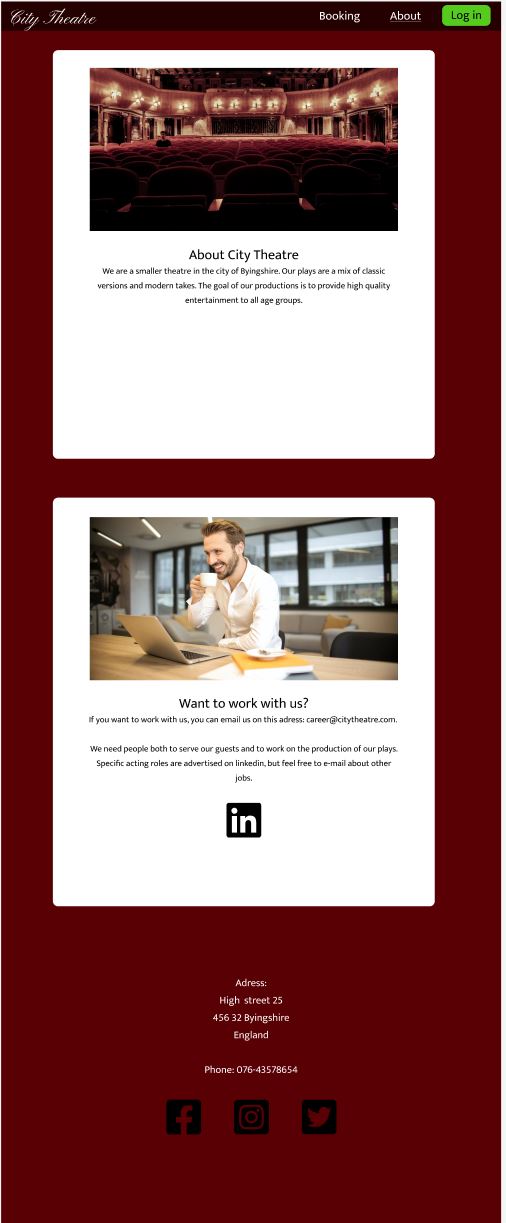 City Theatre
Booking
About
Log in
About City Theatre
We are a smaller theatre in the city of Byingshire. Our plays are a mix of classic
versions and modern takes. The goal of our productions is to provide high quality
entertainment to all age groups.
Want to work with us?
If you want to work with us, you can email us on this adress: career@citytheatre.com.
We need people both to serve our guests and to work on the production of our plays.
Specific acting roles are advertised on linkedin, but feel free to e-mail about other
jobs.
in
Adress:
High street 25
456 32 Byingshire
England
Phone: 076-43578654